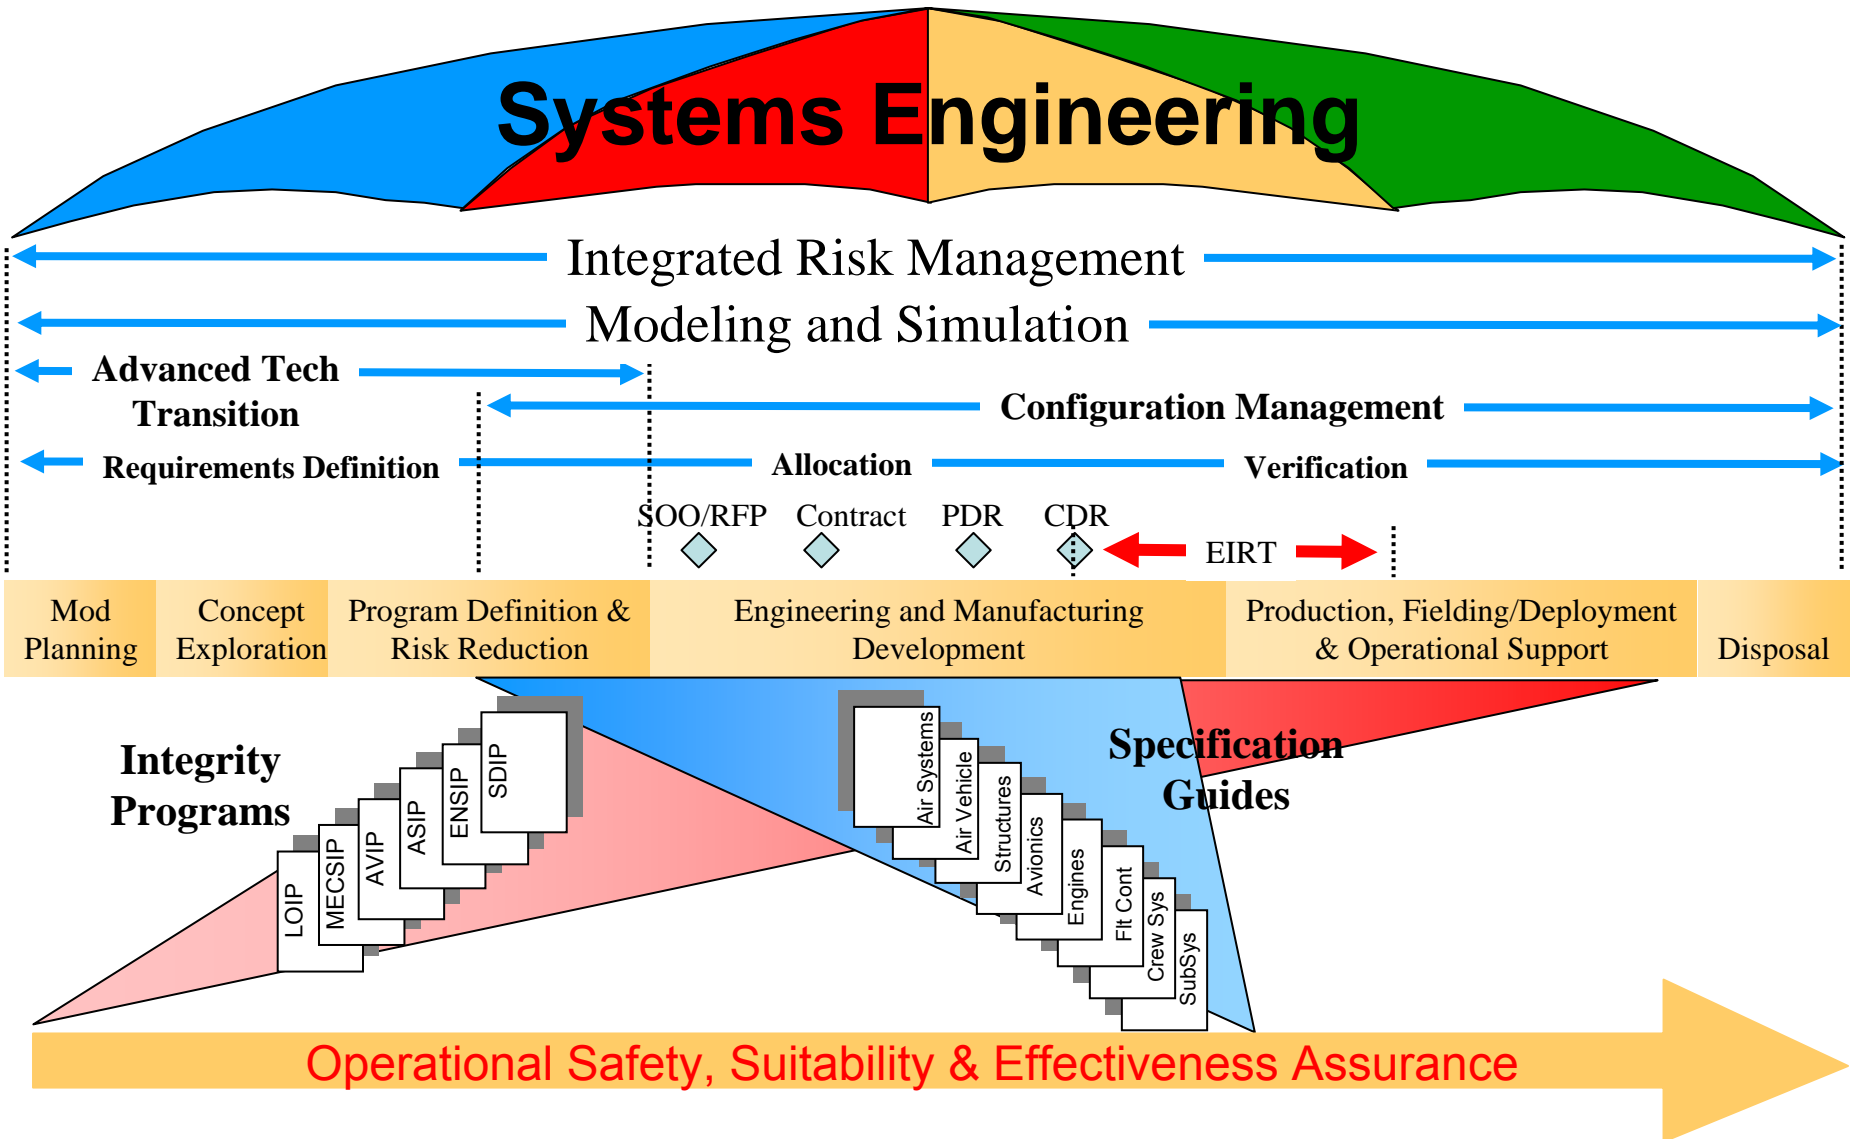 Systems Engineering
Integrated Risk Management
Modeling and Simulation
Advanced Tech
Transition
Configuration Management
Requirements Definition
Allocation
Verification
SOO/RFP
Contract
PDR
CDR
EIRT
Mod
Planning
Concept
Exploration
Program Definition &
Risk Reduction
Engineering and Manufacturing
Development
Production, Fielding/Deployment
& Operational Support
Disposal
Integrity
Programs
LOIP
MECSIP
AVIP
ASIP
ENSIP
SDIP
Air Systems
Air Vehicle
Structures
Avionics
Engines
Flt Cont
Crew Sys
SubSys
Specification
Guides
Operational Safety, Suitability & Effectiveness Assurance